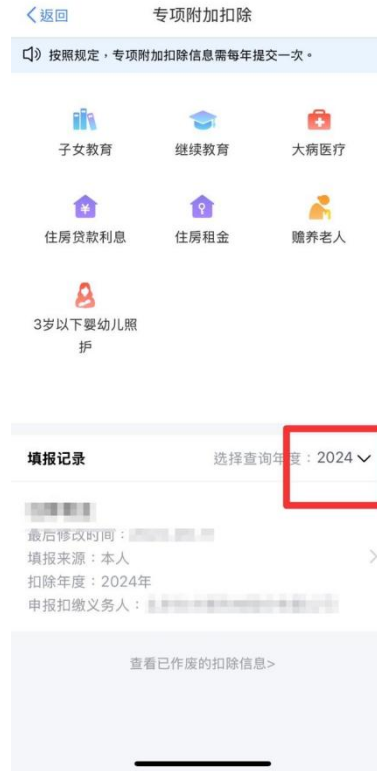 返回 专项附加扣除
按照规定，专项附加扣除信息需每年提交一次。
子女教育 继续教育 大病医疗
住房贷款利息 住房租金 赡养老人
3岁以下婴幼儿照
护
填报记录 选择查询年度：2024
最后修改时间：
填报来源：本人
扣除年度：2024年
申报扣缴义务人：
查看已作废的扣除信息>